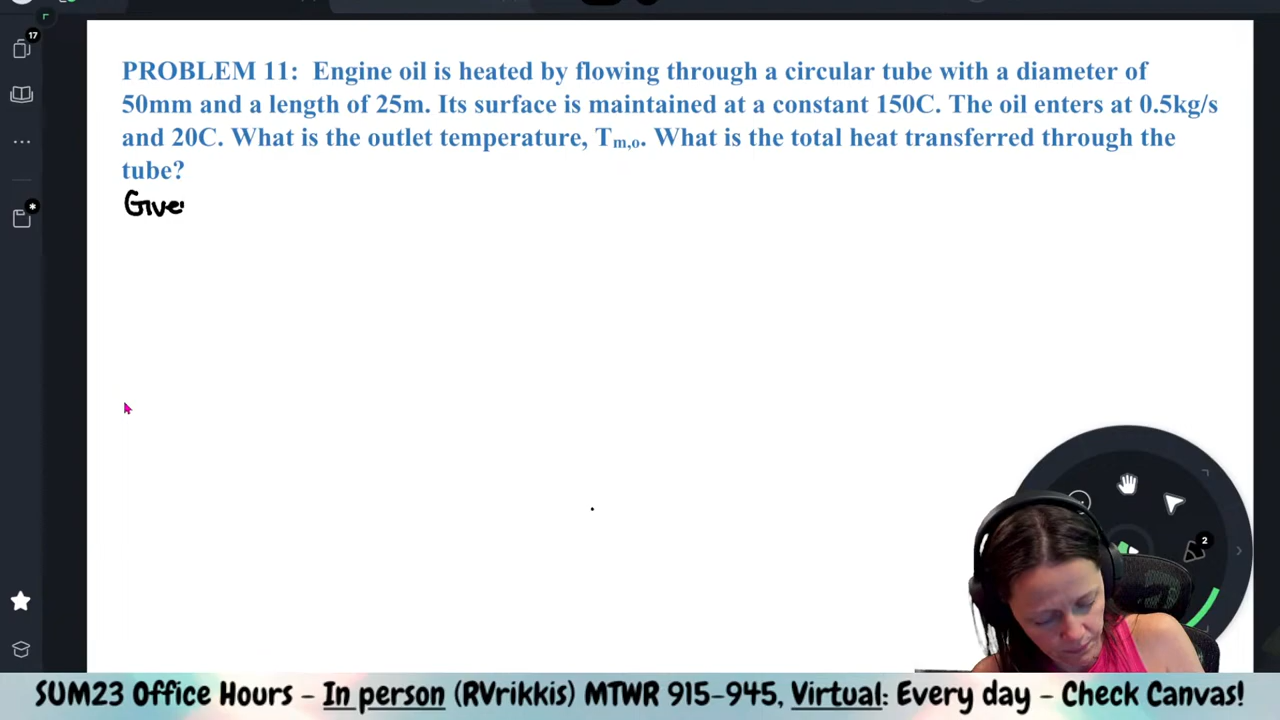 17
PROBLEM 11: Engine oil is heated by flowing through a circular tube with a diameter of
50mm and a length of 25m. Its surface is maintained at a constant 150C. The oil enters at 0.5kg/s
and 20C. What is the outlet temperature, Tm,o. What is the total heat transferred through the
tube?
Give
2
SUM23 Office Hours - In person (RVrikkis) MTWR 915-945, Virtual: Every day - Check Canvas!